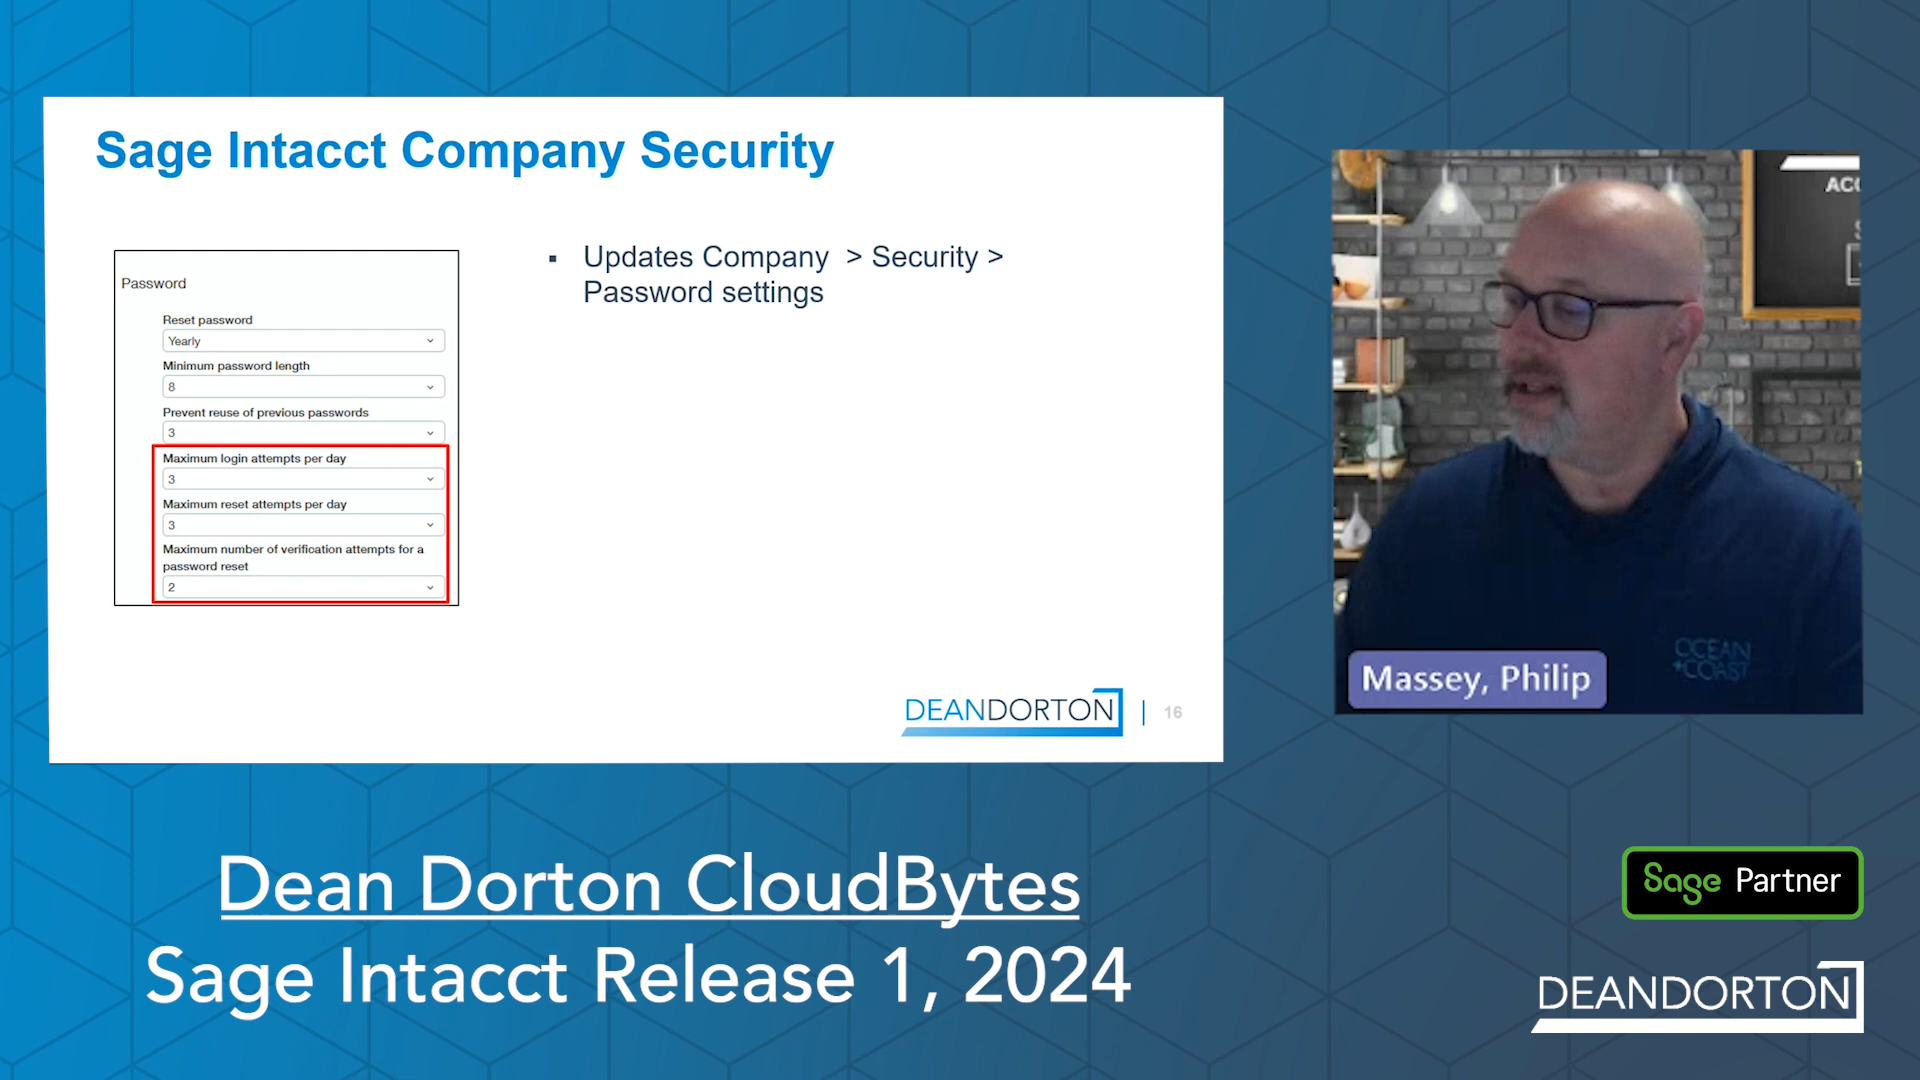 Sage Intacct Company Security
Password
Reset password
Yearly
Minimum password length
8
Prevent reuse of previous passwords
3
Maximum login attempts per day
3
Maximum reset attempts per day
3
Maximum number of verification attempts for a
password reset
2
▪ Updates Company > Security >
Password settings
DEANDORTON
16
OCEAN
+COAST
Massey, Philip
Dean Dorton CloudBytes
Sage Intacct Release 1, 2024
Sage Partner
DEANDORTON